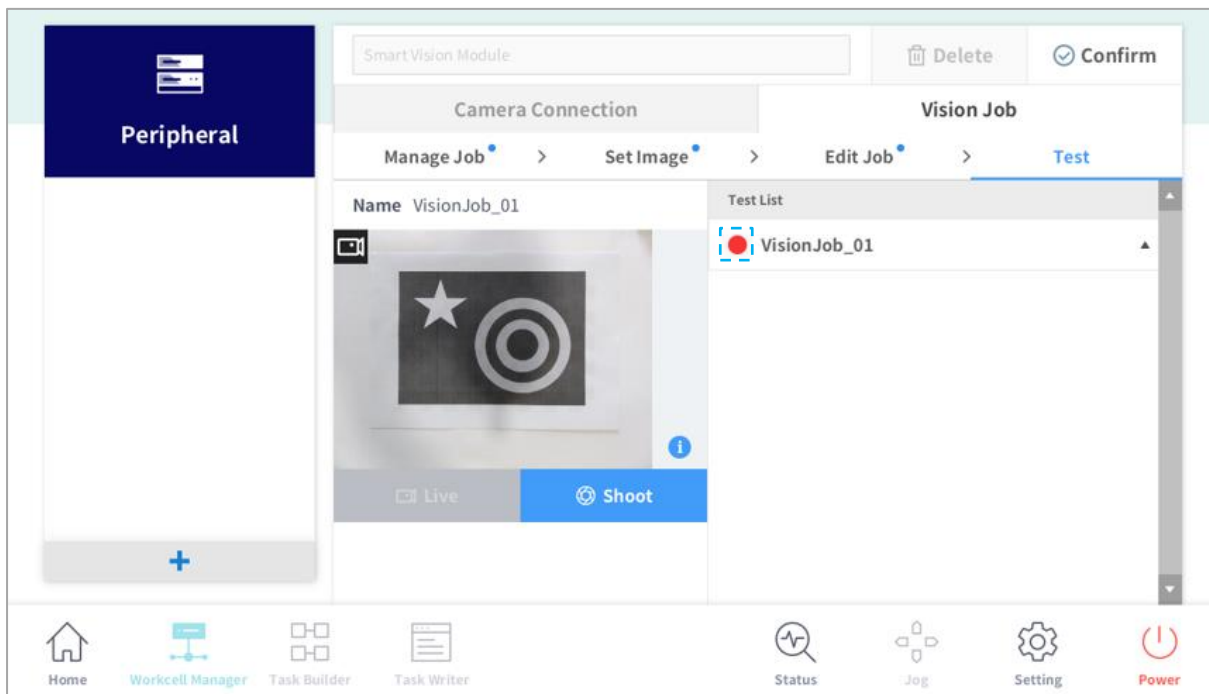 Peripheral
Smart Vision Module
Delete
Confirm
Camera Connection
Vision Job
Manage Job > Set Image > Edit Job > Test
Name VisionJob_01
Test List
VisionJob_01
i
Live
Shoot
+
Home
Workcell Manager
Task Builder
Task Writer
Status
Jog
Setting
Power